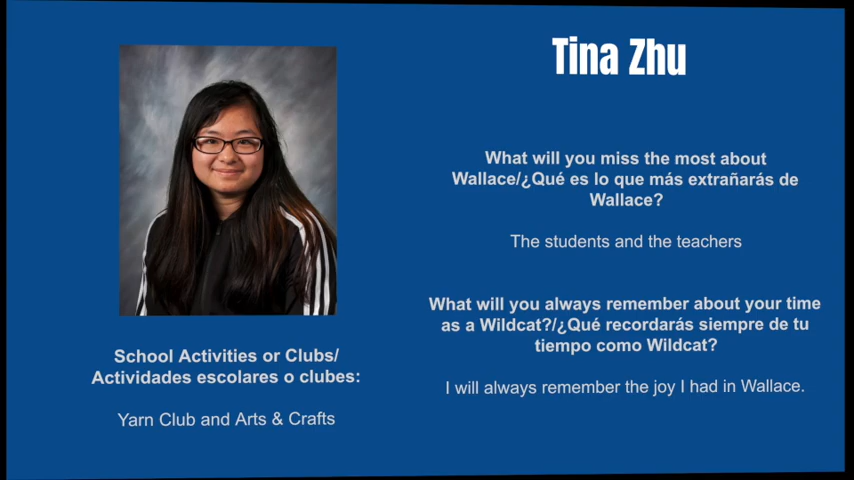 Tina Zhu
What will you miss the most about
Wallace/¿Qué es lo que más extrañarás de
Wallace?
The students and the teachers
What will you always remember about your time
as a Wildcat?/¿Qué recordarás siempre de tu
tiempo como Wildcat?
I will always remember the joy I had in Wallace.
School Activities or Clubs/
Actividades escolares o clubes:
Yarn Club and Arts & Crafts